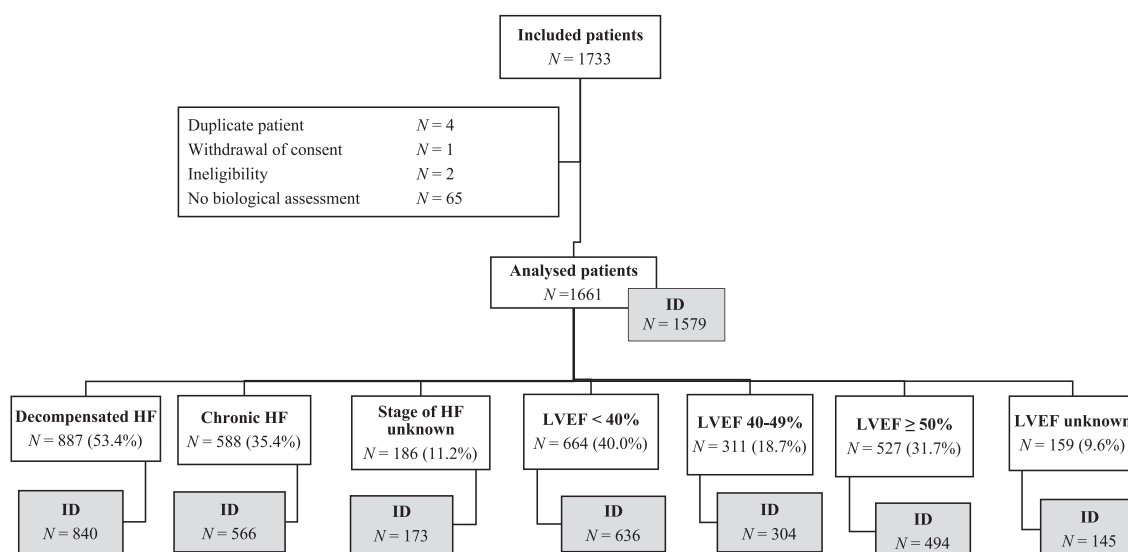 Included patients
N = 1733
Duplicate patient N = 4
Withdrawal of consent N = 1
Ineligibility N = 2
No biological assessment N = 65
Analysed patients
N =1661
ID
N = 1579
Decompensated HF
N = 887 (53.4%)
Chronic HF
N = 588 (35.4%)
Stage of HF
unknown
N = 186 (11.2%)
LVEF < 40%
N = 664 (40.0%)
LVEF 40-49%
N = 311 (18.7%)
LVEF ≥ 50%
N = 527 (31.7%)
LVEF unknown
N = 159 (9.6%)
ID
N = 840
ID
N = 566
ID
N = 173
ID
N = 636
ID
N = 304
ID
N = 494
ID
N = 145